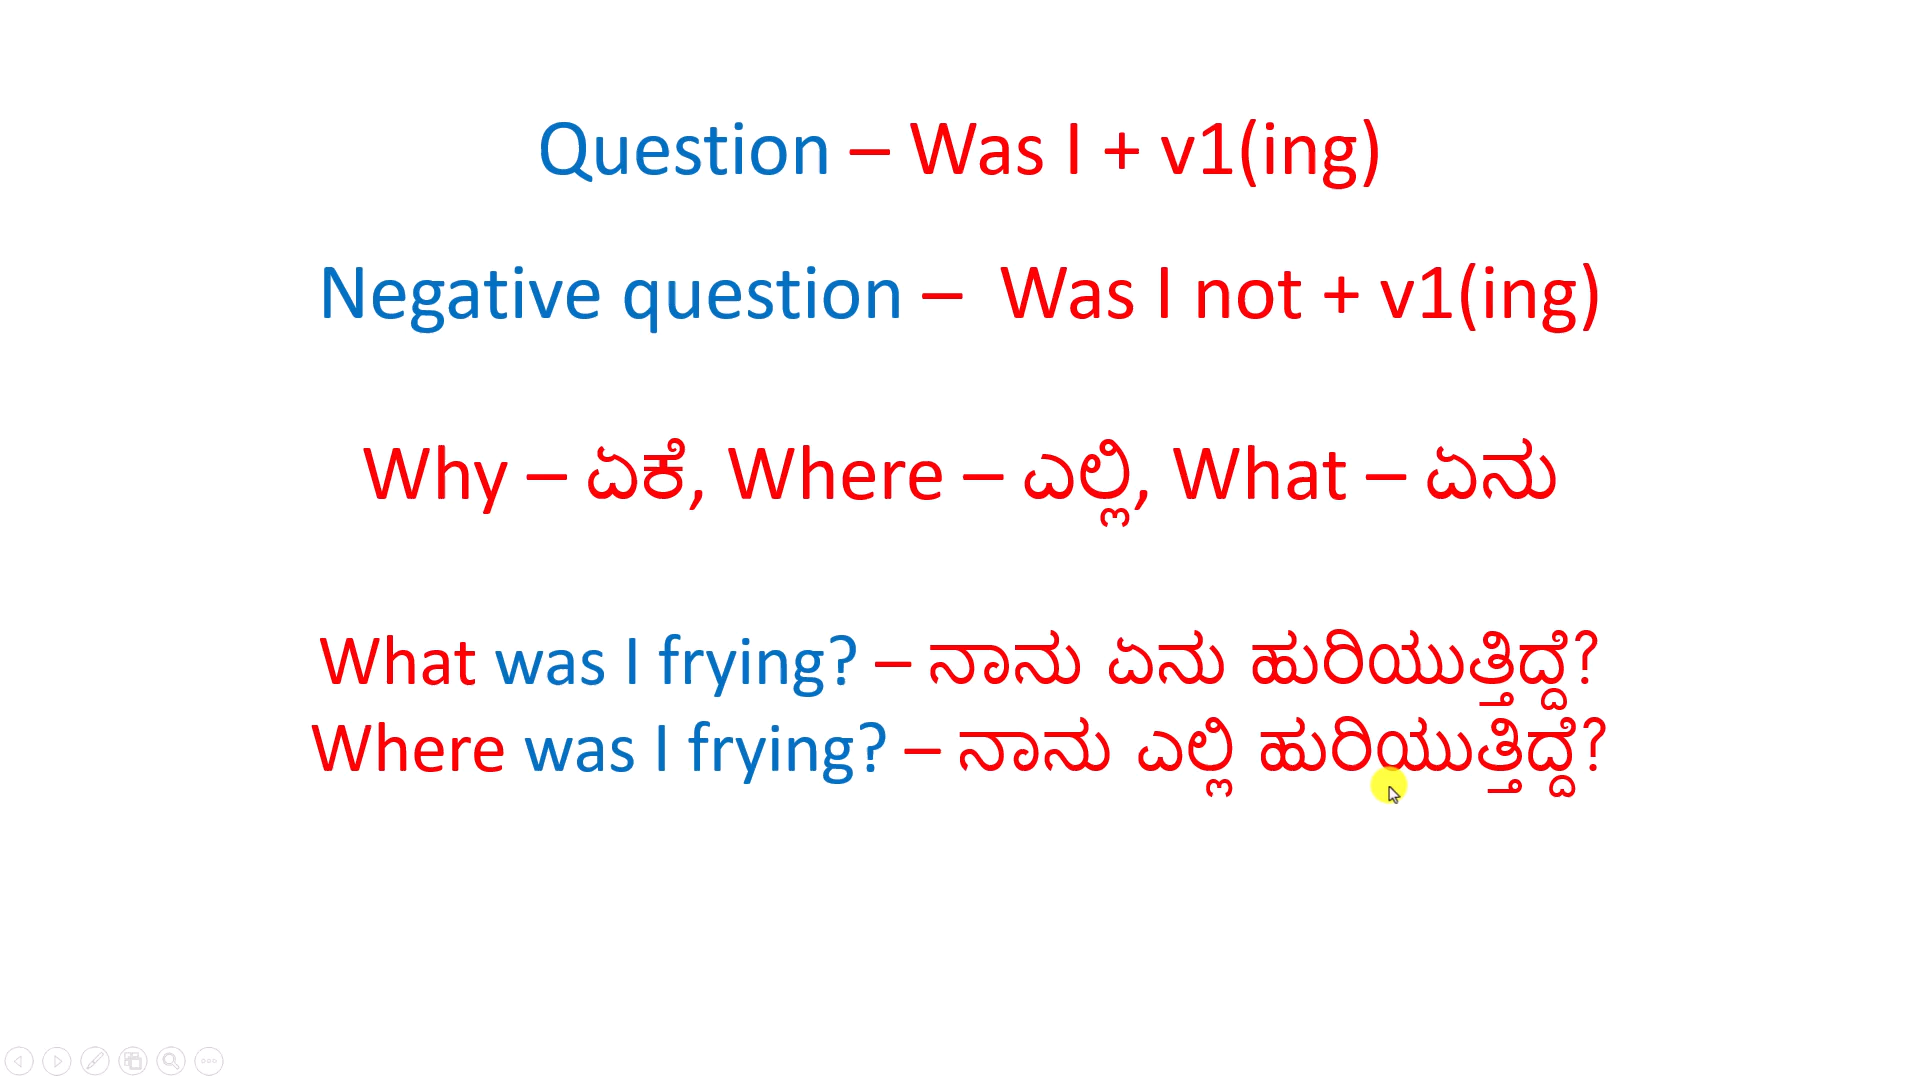 Question – Was I + v1(ing)
Negative question – Was I not + v1(ing)
Why – ಏಕೆ, Where – ಎಲ್ಲಿ, What – ಏನು
What was I frying? – ನಾನು ಏನು ಹುರಿಯುತ್ತಿದ್ದೆ?
Where was I frying? – ನಾನು ಎಲ್ಲಿ ಹುರಿಯುತ್ತಿದ್ದೆ?